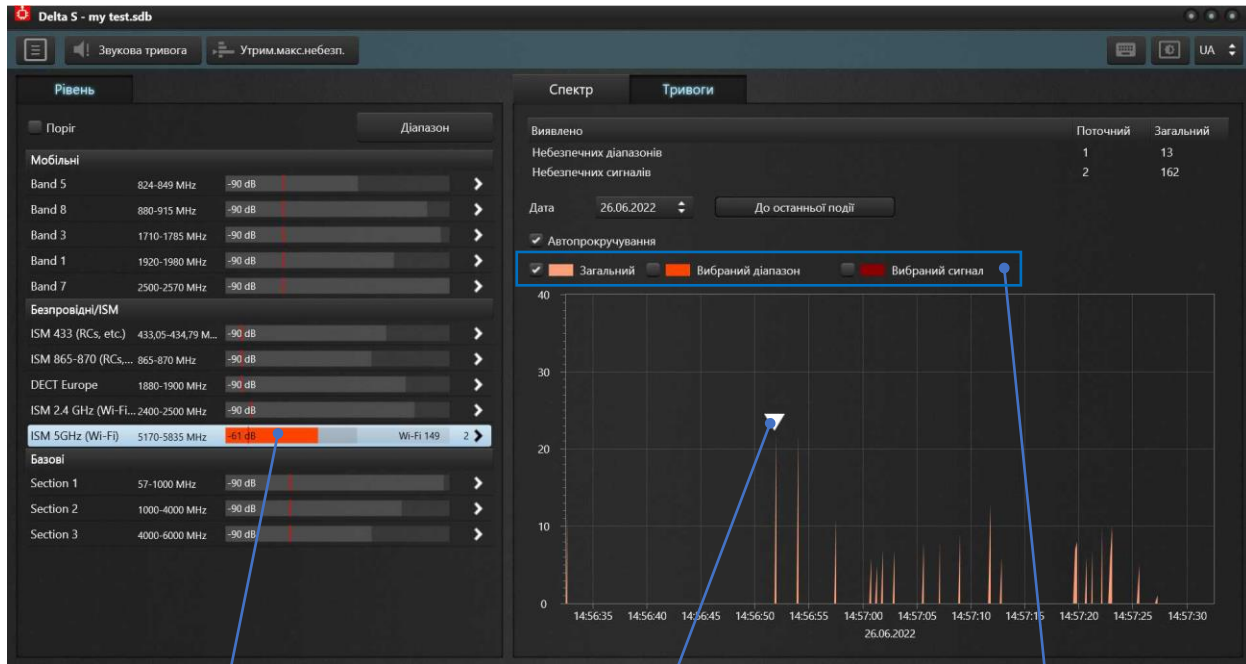 Delta S - my test.sdb
Звукова тривога Утрим.макс.небезп. UA
Рівень
Поріг Діапазон
Мобільні
Band 5 824-849 MHz -90 dB
Band 8 880-915 MHz -90 dB
Band 3 1710-1785 MHz -90 dB
Band 1 1920-1980 MHz -90 dB
Band 7 2500-2570 MHz -90 dB
Безпровідні/ISM
ISM 433 (RCs, etc.) 433,05-434,79 M... -90 dB
ISM 865-870 (RCs,... 865-870 MHz -90 dB
DECT Europe 1880-1900 MHz -90 dB
ISM 2.4 GHz (Wi-Fi... 2400-2500 MHz -90 dB
ISM 5GHz (Wi-Fi) 5170-5835 MHz -61 dB Wi-Fi 149 2
Базові
Section 1 57-1000 MHz -90 dB
Section 2 1000-4000 MHz -90 dB
Section 3 4000-6000 MHz -90 dB
Спектр Тривоги
Виявлено Поточний Загальний
Небезпечних діапазонів 1 13
Небезпечних сигналів 2 162
Дата 26.06.2022 До останньої події
Автопрокручування
Загальний Вибраний діапазон Вибраний сигнал
40
30
20
10
0
14:56:35 14:56:40 14:56:45 14:56:50 14:56:55 14:57:00 14:57:05 14:57:10 14:57:15 14:57:20 14:57:25 14:57:30
26.06.2022